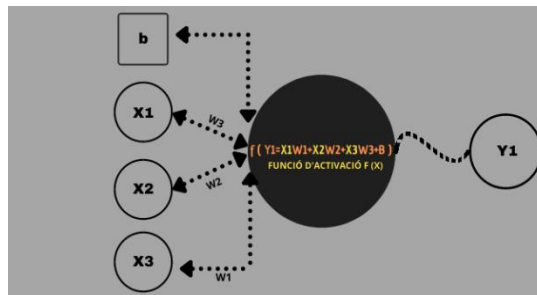 b
X1
W3
X2
W2
X3
W1
f ( Y1=X1W1+X2W2+X3W3+B )
FUNCIÓ D'ACTIVACIÓ F (X)
Y1